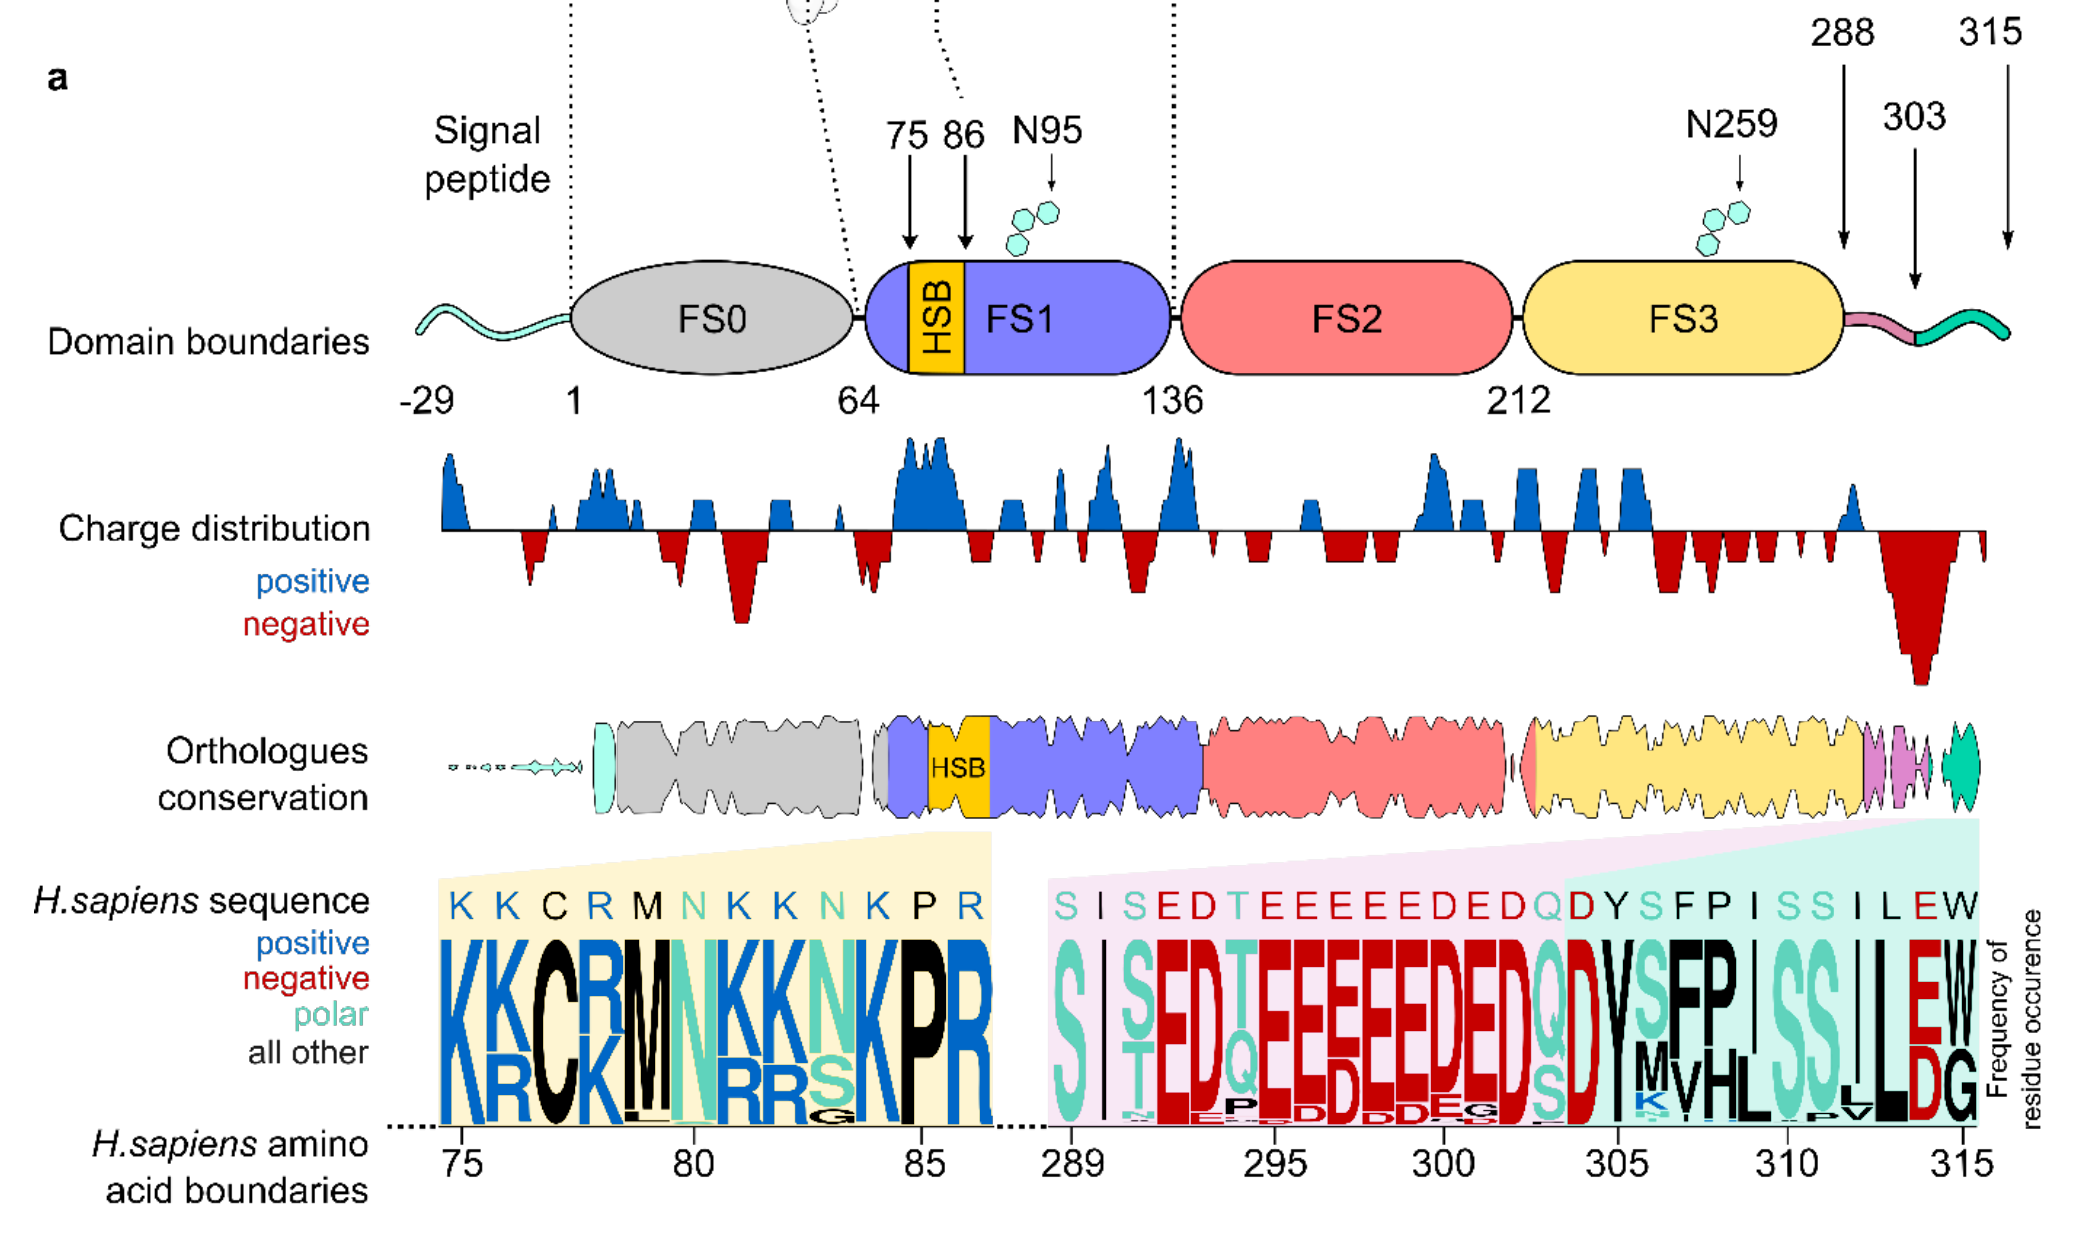 a
288 315
303
Signal
peptide
75 86 N95
N259
Domain boundaries
FS0
HSB
FS1
FS2
FS3
-29 1 64 136 212
Charge distribution
positive
negative
Orthologues
conservation
HSB
H.sapiens sequence
positive
negative
polar
all other
K K C R M N K K N K P R
S I S E D T E E E E E D E D Q D Y S F P I S S I L E W
K K C R M N K K N K P R
R K L R R S G
S I S E D T E E E E E D E D Q D Y S F P I S S I L E W
T Q D S M V H L D G
N E P D D D E G K P V
Frequency of
residue occurence
H.sapiens amino
acid boundaries
75 80 85 289 295 300 305 310 315